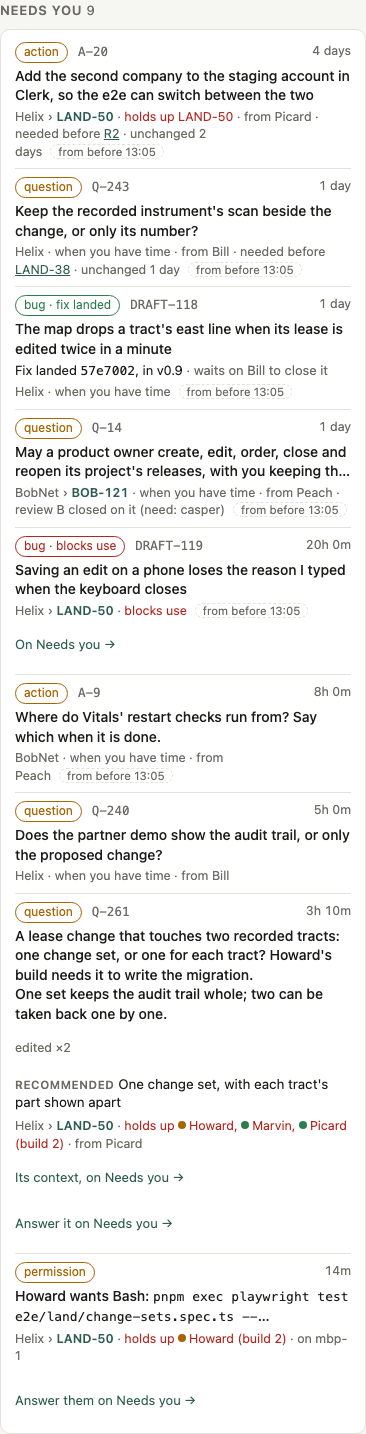 NEEDS YOU 9
action A-20 4 days
Add the second company to the staging account in
Clerk, so the e2e can switch between the two
Helix › LAND-50 · holds up LAND-50 · from Picard ·
needed before R2 · unchanged 2
days from before 13:05
question Q-243 1 day
Keep the recorded instrument's scan beside the
change, or only its number?
Helix · when you have time · from Bill · needed before
LAND-38 · unchanged 1 day from before 13:05
bug · fix landed DRAFT-118 1 day
The map drops a tract's east line when its lease is
edited twice in a minute
Fix landed 57e7002, in v0.9 · waits on Bill to close it
Helix · when you have time from before 13:05
question Q-14 1 day
May a product owner create, edit, order, close and
reopen its project's releases, with you keeping th...
BobNet › BOB-121 · when you have time · from Peach ·
review B closed on it (need: casper) from before 13:05
bug · blocks use DRAFT-119 20h 0m
Saving an edit on a phone loses the reason I typed
when the keyboard closes
Helix › LAND-50 · blocks use from before 13:05
On Needs you →
action A-9 8h 0m
Where do Vitals' restart checks run from? Say
which when it is done.
BobNet · when you have time · from
Peach from before 13:05
question Q-240 5h 0m
Does the partner demo show the audit trail, or only
the proposed change?
Helix · when you have time · from Bill
question Q-261 3h 10m
A lease change that touches two recorded tracts:
one change set, or one for each tract? Howard's
build needs it to write the migration.
One set keeps the audit trail whole; two can be
taken back one by one.
edited ×2
RECOMMENDED One change set, with each tract's
part shown apart
Helix › LAND-50 · holds up Howard, Marvin, Picard
(build 2) · from Picard
Its context, on Needs you →
Answer it on Needs you →
permission 14m
Howard wants Bash: pnpm exec playwright test
e2e/land/change-sets.spec.ts --...
Helix › LAND-50 · holds up Howard (build 2) · on mbp-
1
Answer them on Needs you →